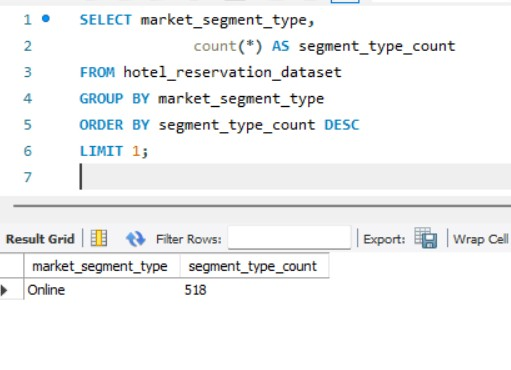 1 SELECT market_segment_type,
2 count(*) AS segment_type_count
3 FROM hotel_reservation_dataset
4 GROUP BY market_segment_type
5 ORDER BY segment_type_count DESC
6 LIMIT 1;
7
Result Grid Filter Rows: Export: Wrap Cell
market_segment_type segment_type_count
Online 518